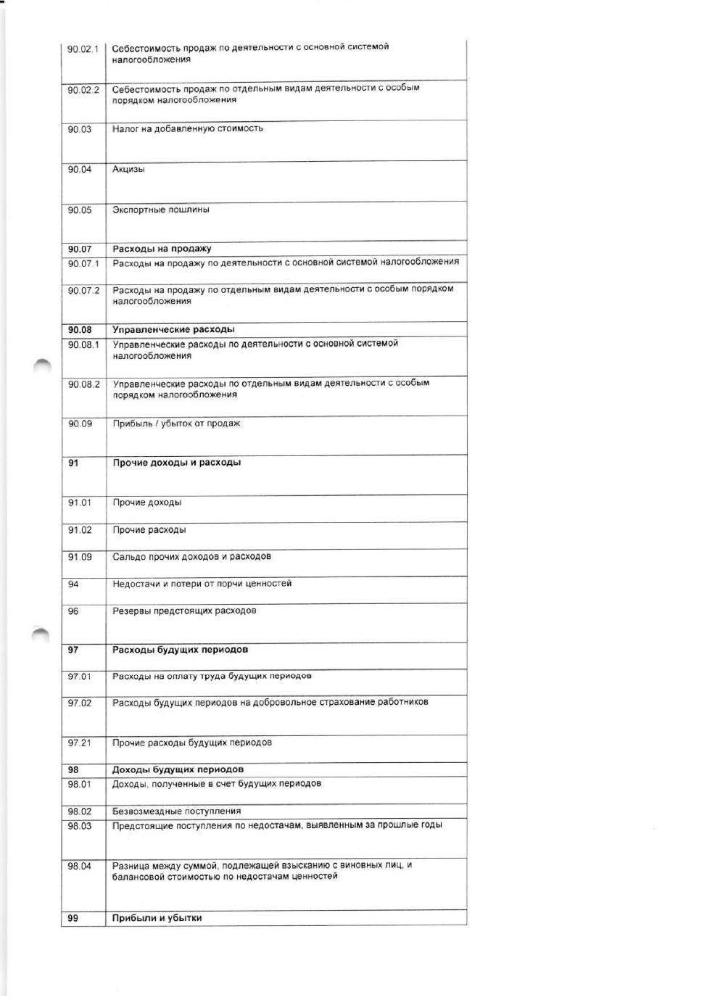 90.02.1 Себестоимость продаж по деятельности с основной системой
налогообложения
90.02.2 Себестоимость продаж по отдельным видам деятельности с особым
порядком налогообложения
90.03 Налог на добавленную стоимость
90.04 Акцизы
90.05 Экспортные пошлины
90.07 Расходы на продажу
90.07.1 Расходы на продажу по деятельности с основной системой налогообложения
90.07.2 Расходы на продажу по отдельным видам деятельности с особым порядком
налогообложения
90.08 Управленческие расходы
90.08.1 Управленческие расходы по деятельности с основной системой
налогообложения
90.08.2 Управленческие расходы по отдельным видам деятельности с особым
порядком налогообложения
90.09 Прибыль / убыток от продаж
91 Прочие доходы и расходы
91.01 Прочие доходы
91.02 Прочие расходы
91.09 Сальдо прочих доходов и расходов
94 Недостачи и потери от порчи ценностей
96 Резервы предстоящих расходов
97 Расходы будущих периодов
97.01 Расходы на оплату труда будущих периодов
97.02 Расходы будущих периодов на добровольное страхование работников
97.21 Прочие расходы будущих периодов
98 Доходы будущих периодов
98.01 Доходы, полученные в счет будущих периодов
98.02 Безвозмездные поступления
98.03 Предстоящие поступления по недостачам, выявленным за прошлые годы
98.04 Разница между суммой, подлежащей взысканию с виновных лиц, и
балансовой стоимостью по недостачам ценностей
99 Прибыли и убытки